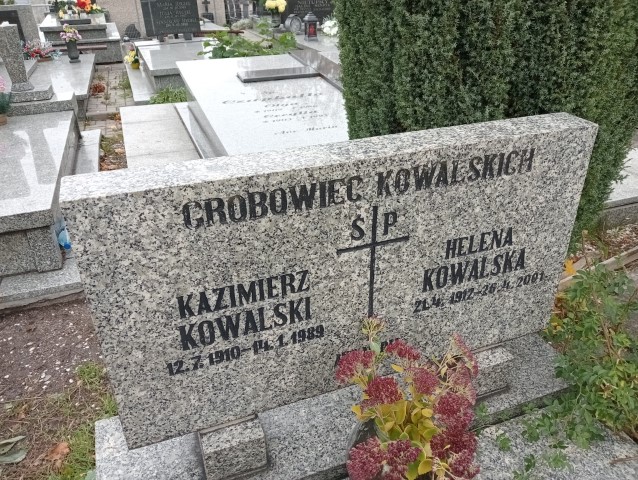 GROBOWIEC KOWALSKICH
Ś P
KAZIMIERZ
KOWALSKI
12.7.1910-14.1.1989
HELENA
KOWALSKA
21.4.1912-26.4.2001